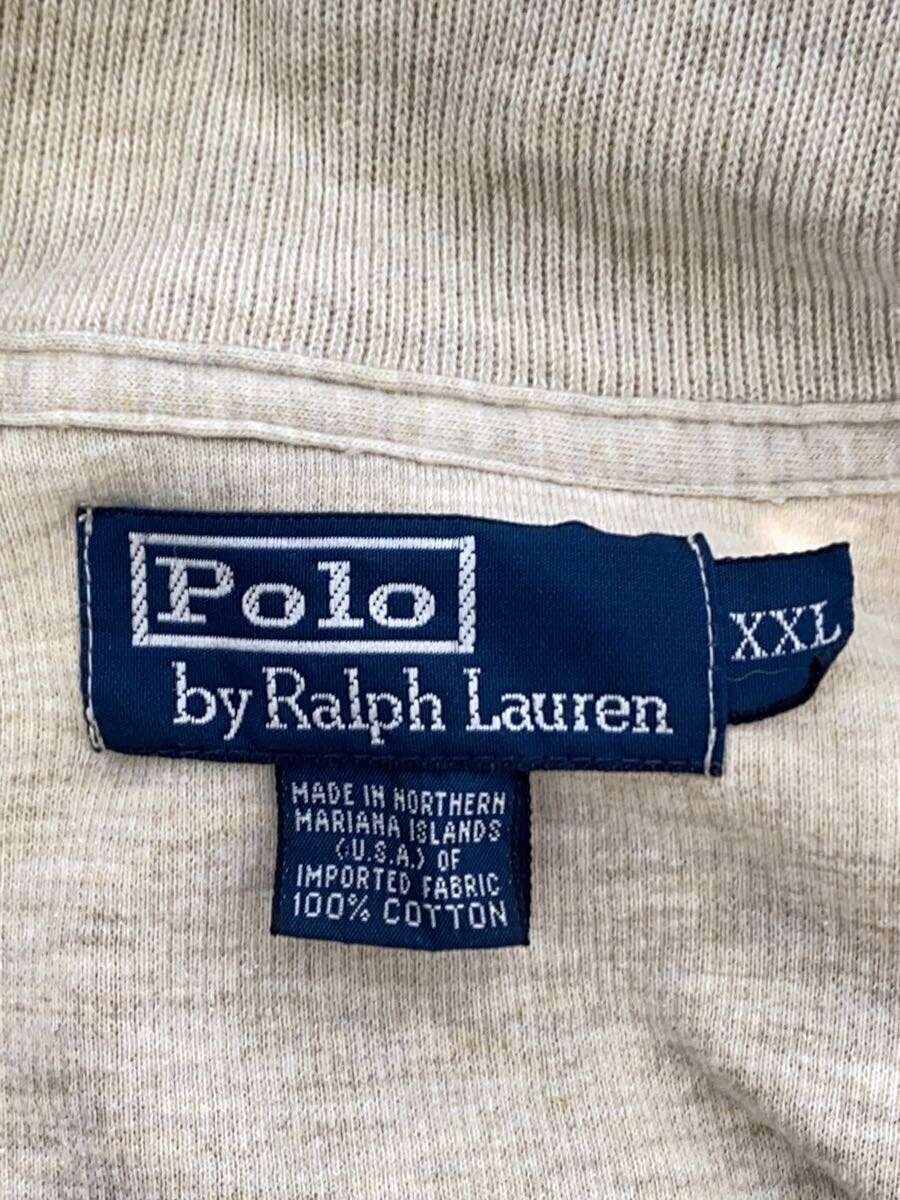 Polo
by Ralph Lauren
XXL
MADE IN NORTHERN
MARIANA ISLANDS
(U.S.A.) OF
IMPORTED FABRIC
100% COTTON